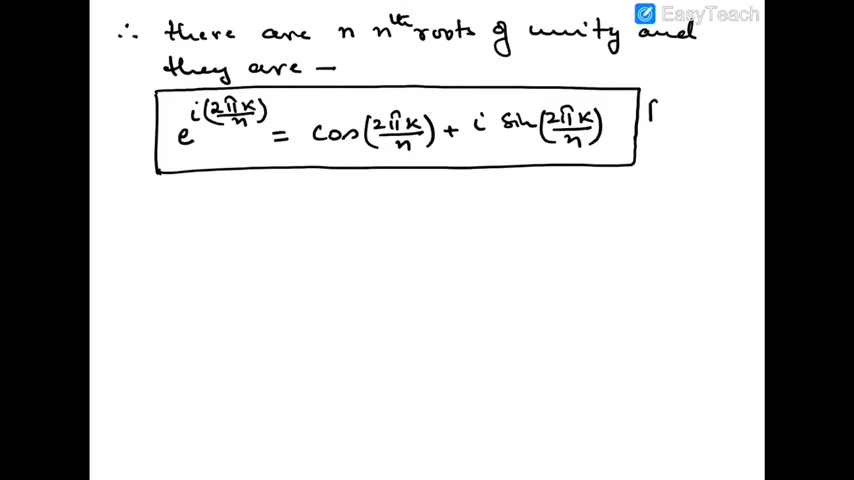 EasyTeach
∴ there are n nth roots of unity and
they are —
e^{i(2πk/n)} = cos(2πk/n) + i sin(2πk/n) [